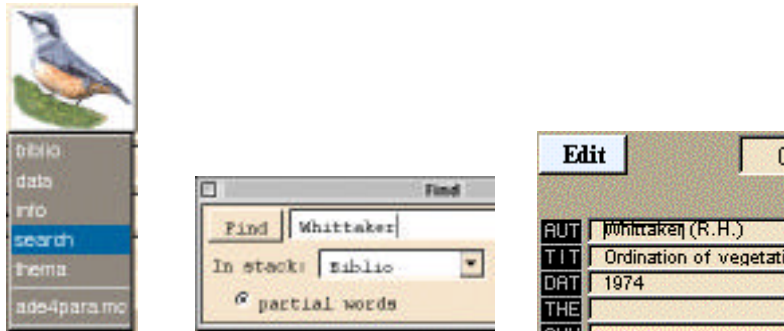 biblio
data
info
search
thema
ade4para.mc
Find
Find Whittaker
In stack: Biblio
partial words
Edit
AUT Whittaker (R.H.)
TIT Ordination of vegetati
DAT 1974
THE